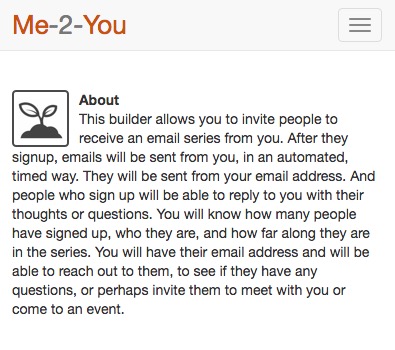 Me-2-You
About
This builder allows you to invite people to
receive an email series from you. After they
signup, emails will be sent from you, in an automated,
timed way. They will be sent from your email address. And
people who sign up will be able to reply to you with their
thoughts or questions. You will know how many people
have signed up, who they are, and how far along they are
in the series. You will have their email address and will be
able to reach out to them, to see if they have any
questions, or perhaps invite them to meet with you or
come to an event.